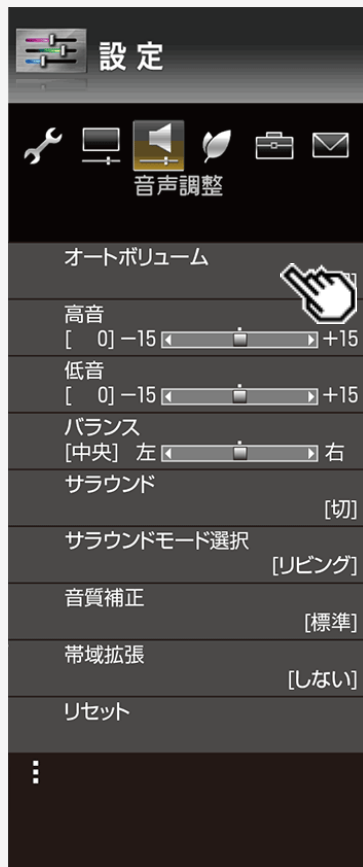 設定
音声調整
オートボリューム
高音
[ 0] －15 ＋15
低音
[ 0] －15 ＋15
バランス
[中央] 左 右
サラウンド
[切]
サラウンドモード選択
[リビング]
音質補正
[標準]
帯域拡張
[しない]
リセット